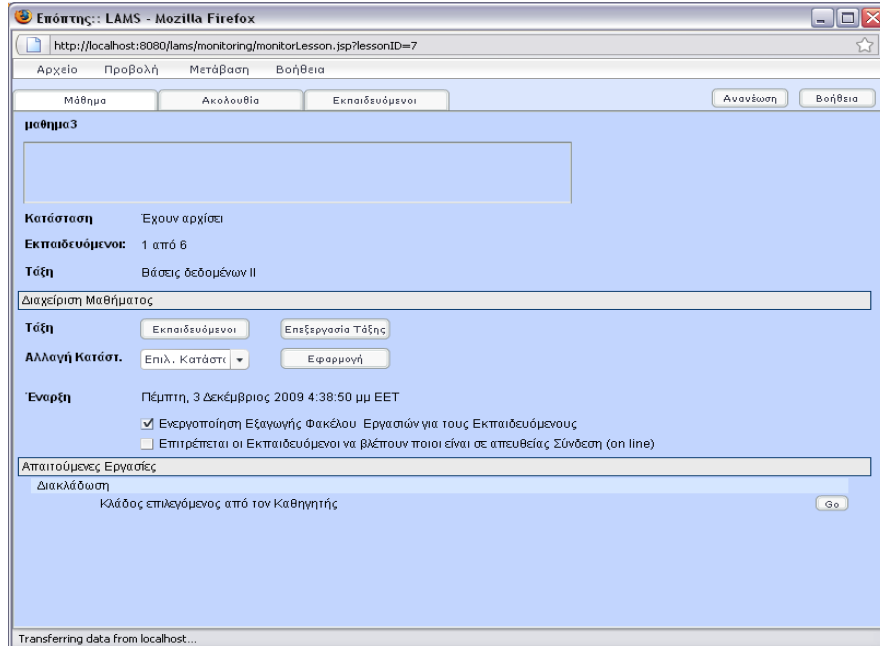 Επόπτης:: LAMS - Mozilla Firefox
http://localhost:8080/lams/monitoring/monitorLesson.jsp?lessonID=7
Αρχείο Προβολή Μετάβαση Βοήθεια
Μάθημα Ακολουθία Εκπαιδευόμενοι Ανανέωση Βοήθεια
μαθημα3
Κατάσταση Έχουν αρχίσει
Εκπαιδευόμενοι: 1 από 6
Τάξη Βάσεις δεδομένων ΙΙ
Διαχείριση Μαθήματος
Τάξη Εκπαιδευόμενοι Επεξεργασία Τάξης
Αλλαγή Κατάστ. Επιλ. Κατάστα Εφαρμογή
Έναρξη Πέμπτη, 3 Δεκέμβριος 2009 4:38:50 μμ EET
Ενεργοποίηση Εξαγωγής Φακέλου Εργασιών για τους Εκπαιδευόμενους
Επιτρέπεται οι Εκπαιδευόμενοι να βλέπουν ποιοι είναι σε απευθείας Σύνδεση (on line)
Απαιτούμενες Εργασίες
Διακλάδωση
Κλάδος επιλεγόμενος από τον Καθηγητής Go
Transferring data from localhost...